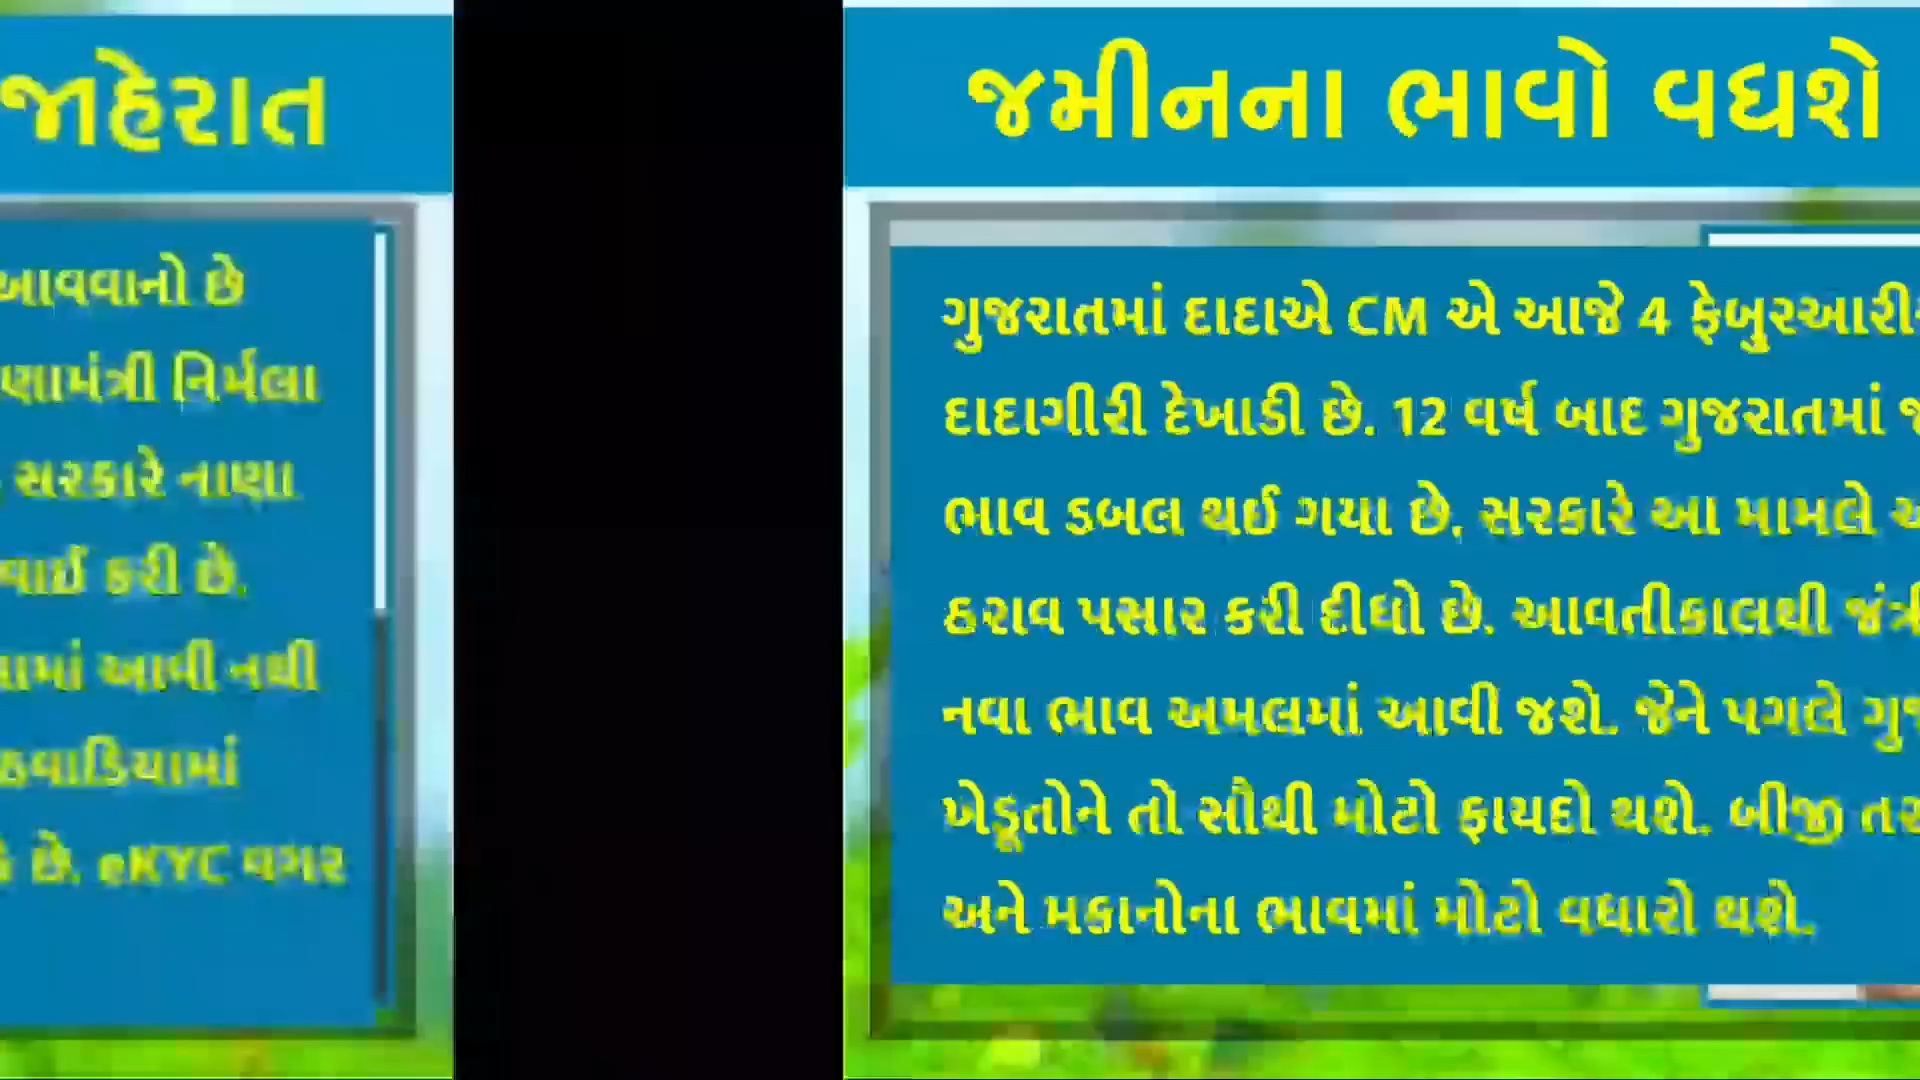 જાહેરાત
આવવાનો છે
નિર્મલા
સરકારે નાણા
કરી છે.
આવી નથી
છે. eKYC વગર
જમીનના ભાવો વધશે
ગુજરાતમાં દાદાએ CM એ આજે 4
દાદાગીરી દેખાડી છે. 12 વર્ષ બાદ ગુજરાતમાં
ભાવ ડબલ થઈ ગયા છે, સરકારે આ મામલે
ઠરાવ પસાર કરી દીધો છે. આવતીકાલથી
નવા ભાવ અમલમાં આવી જશે. જેને પગલે
ખેડૂતોને તો સૌથી મોટો ફાયદો થશે. બીજી
અને મકાનોના ભાવમાં મોટો વધારો થશે.